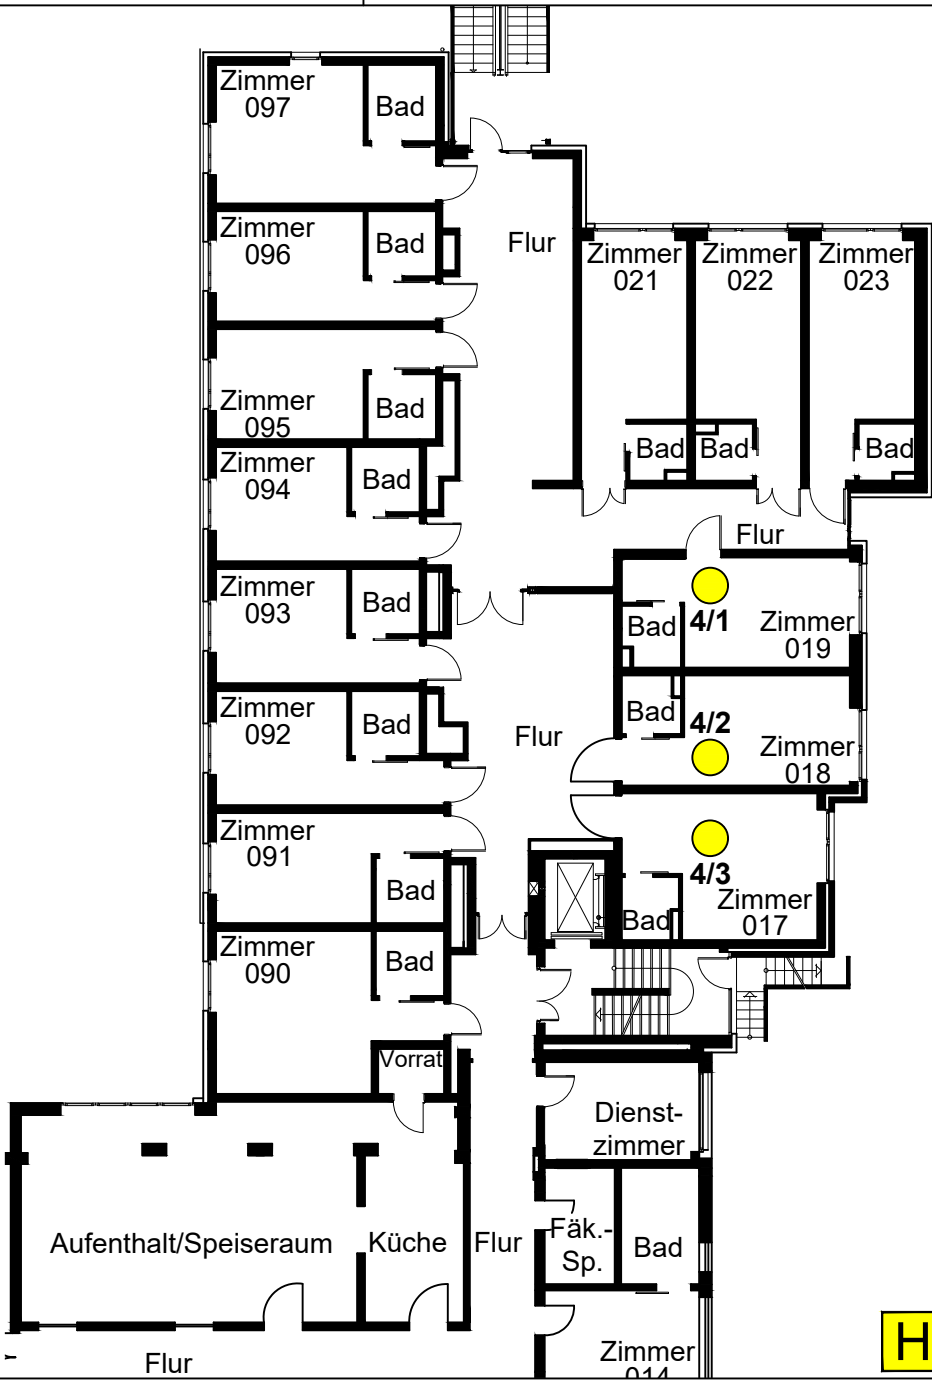 Zimmer
097
Bad
Zimmer
096
Bad
Flur
Zimmer
021
Zimmer
022
Zimmer
023
Zimmer
095
Bad
Bad
Bad
Bad
Zimmer
094
Bad
Flur
Zimmer
093
Bad
4/1
Bad
Zimmer
019
Zimmer
092
Bad
Flur
Bad
4/2
Zimmer
018
Zimmer
091
Bad
4/3
Bad
Zimmer
017
Zimmer
090
Bad
Vorrat
Dienst-
zimmer
Aufenthalt/Speiseraum
Küche
Flur
Fäk.-
Sp.
Bad
Flur
Zimmer
014
H